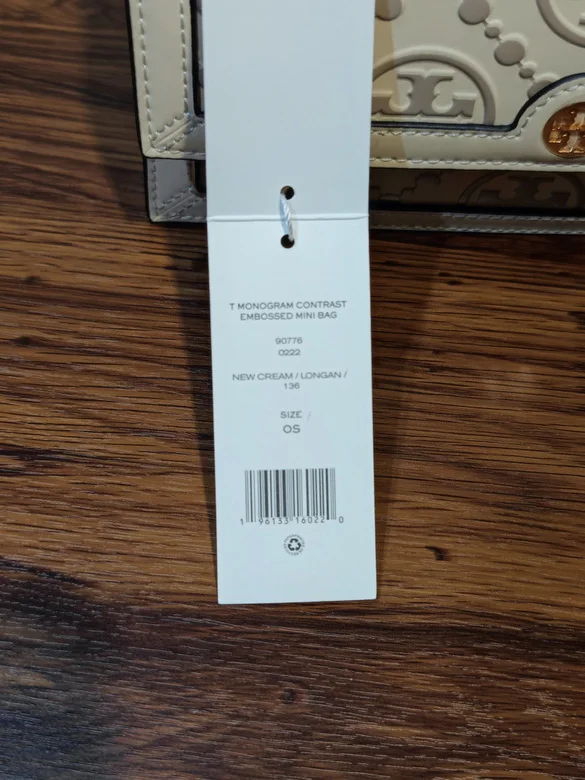 T MONOGRAM CONTRAST
EMBOSSED MINI BAG
90776
0222
NEW CREAM / LONGAN /
136
SIZE /
OS
1 96133 16022 0